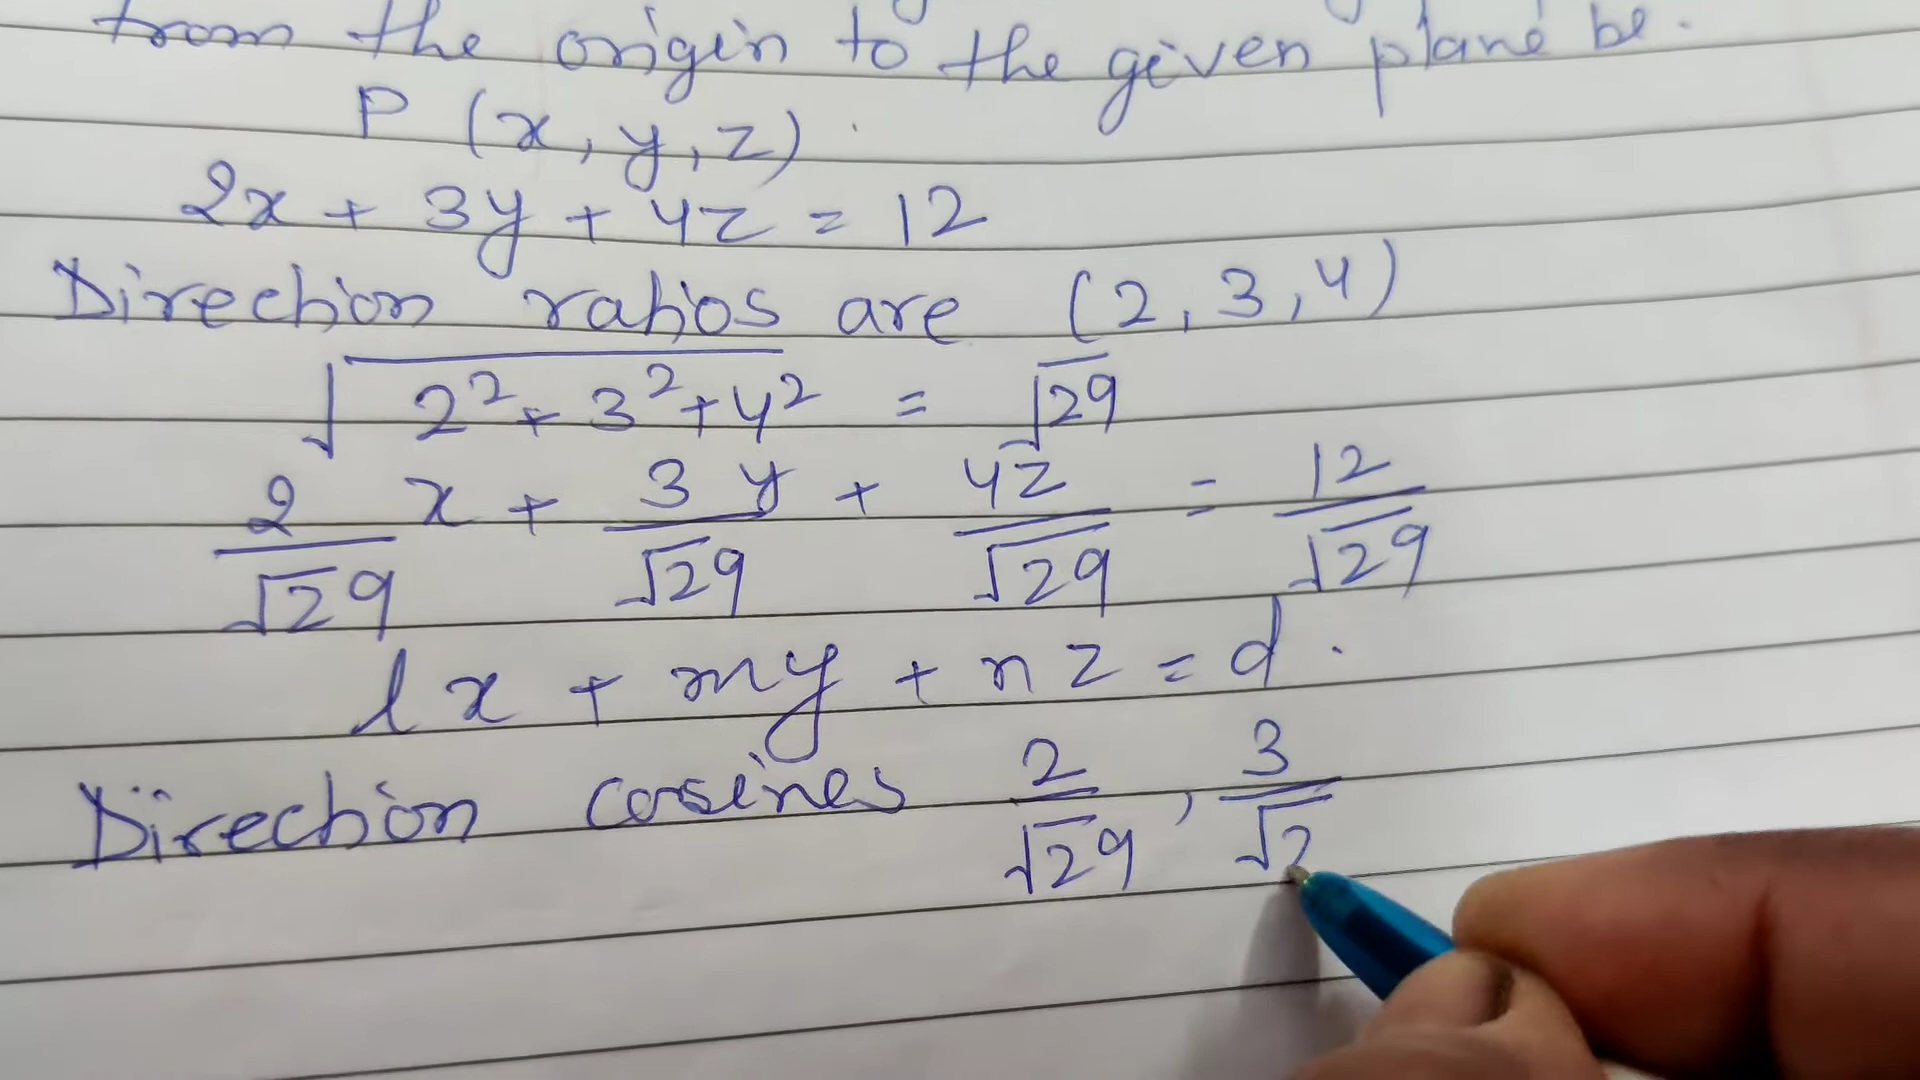 from the origin to the given plane be.
P (x, y, z).
2x + 3y + 4z = 12
Direction ratios are (2, 3, 4)
√(2² + 3² + 4²) = √29
2/√29 x + 3y/√29 + 4z/√29 = 12/√29
lx + my + nz = d.
Direction cosines 2/√29, 3/√2